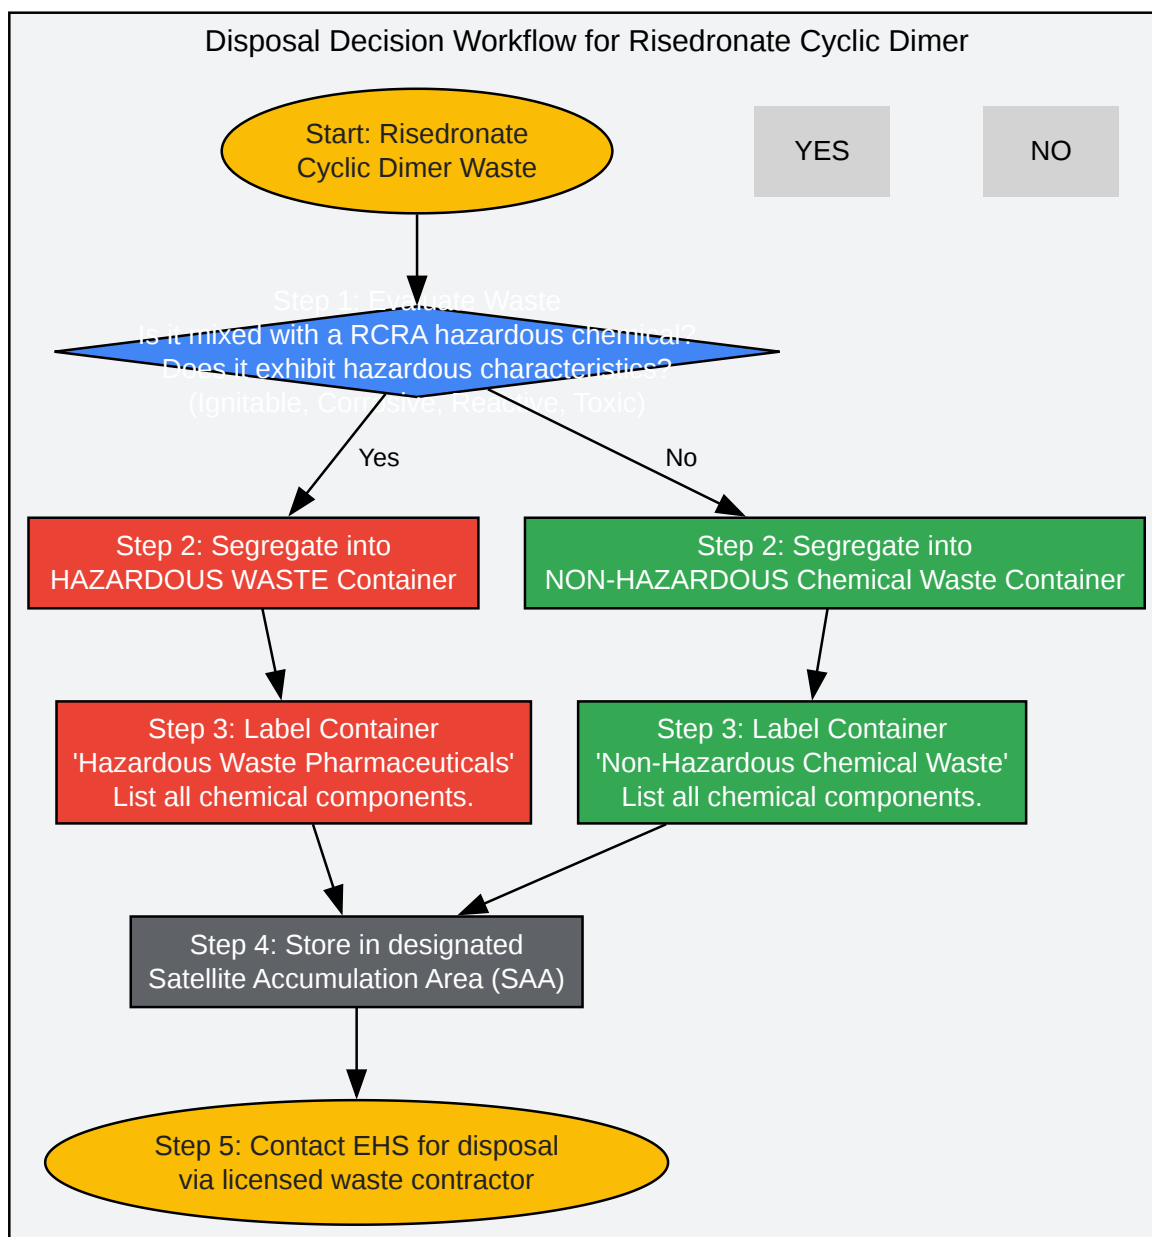 Disposal Decision Workflow for Risedronate Cyclic Dimer
Start: Risedronate
Cyclic Dimer Waste
YES
NO
Step 1: Evaluate Waste
Is it mixed with a RCRA hazardous chemical?
Does it exhibit hazardous characteristics?
(Ignitable, Corrosive, Reactive, Toxic)
Yes
No
Step 2: Segregate into
HAZARDOUS WASTE Container
Step 2: Segregate into
NON-HAZARDOUS Chemical Waste Container
Step 3: Label Container
'Hazardous Waste Pharmaceuticals'
List all chemical components.
Step 3: Label Container
'Non-Hazardous Chemical Waste'
List all chemical components.
Step 4: Store in designated
Satellite Accumulation Area (SAA)
Step 5: Contact EHS for disposal
via licensed waste contractor